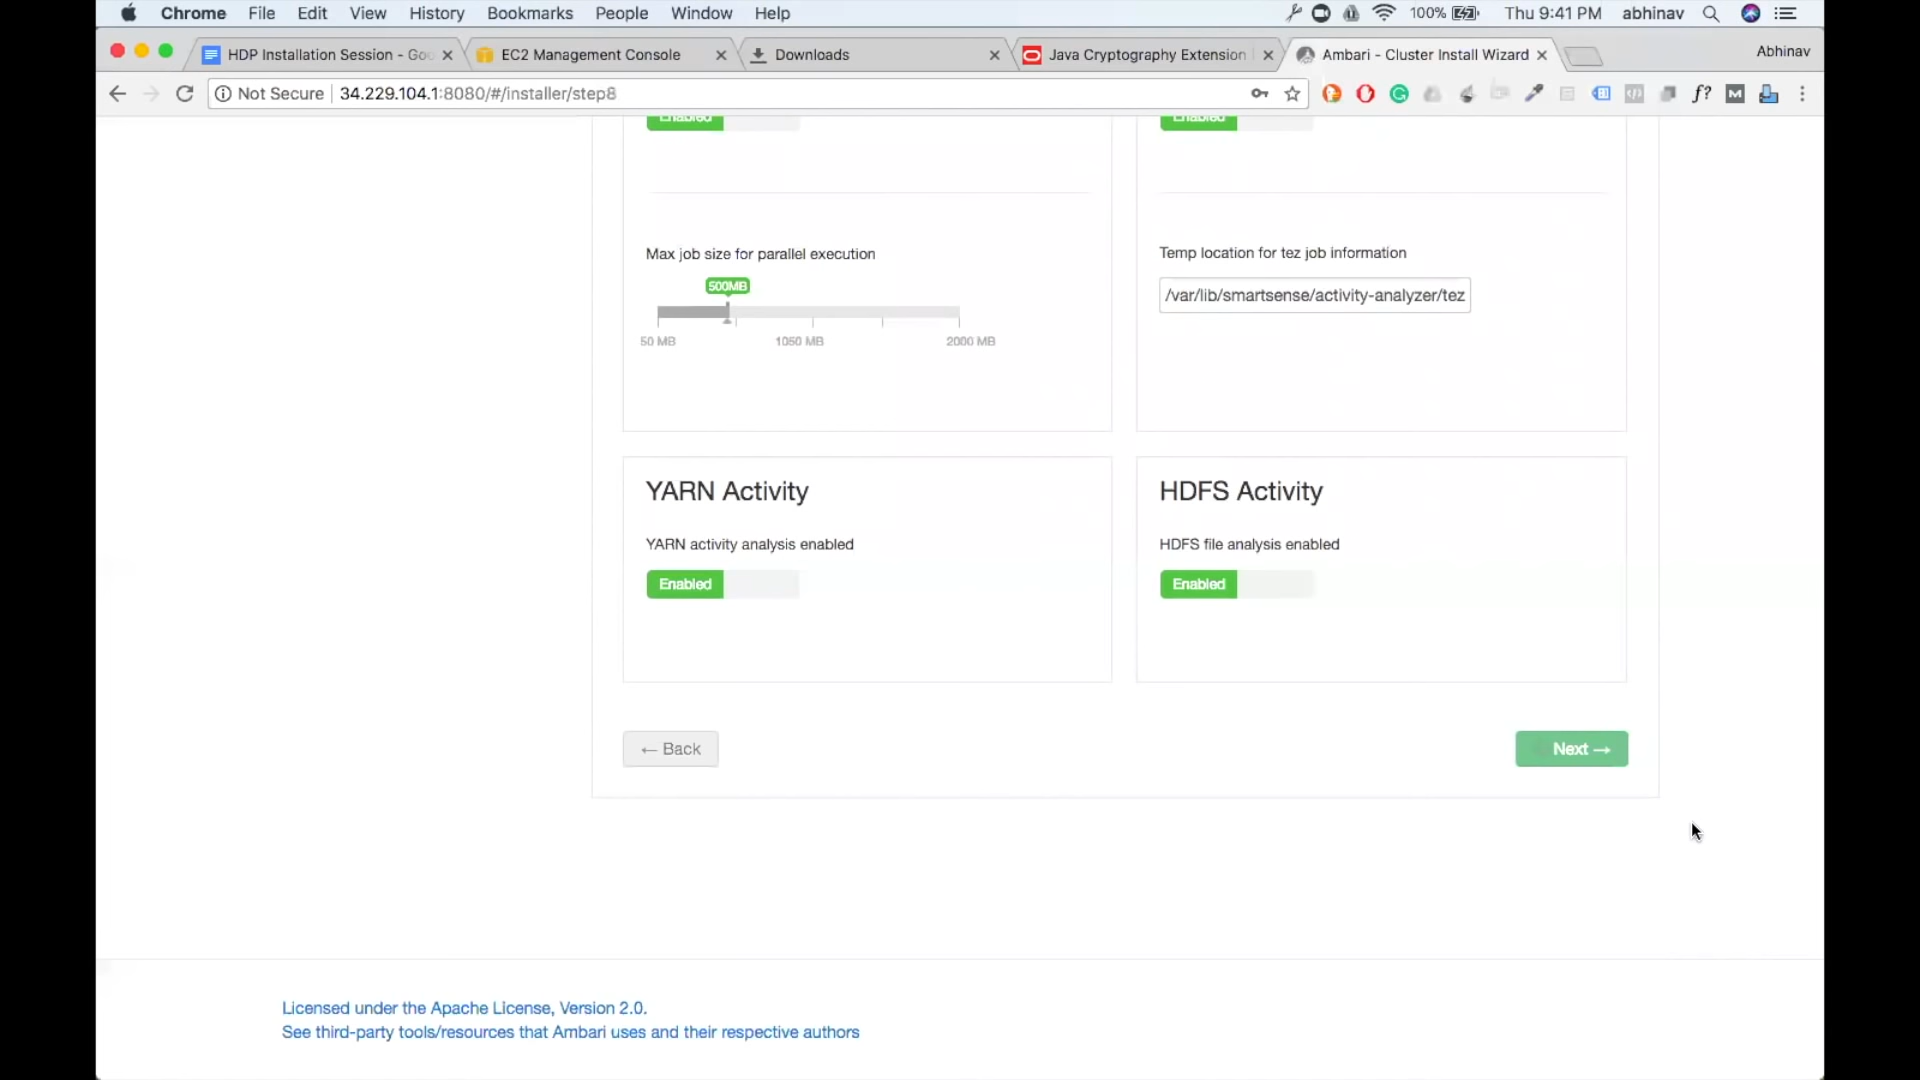 Chrome File Edit View History Bookmarks People Window Help 100% Thu 9:41 PM abhinav
HDP Installation Session - Goo EC2 Management Console Downloads Java Cryptography Extension Ambari - Cluster Install Wizard Abhinav
Not Secure 34.229.104.1:8080/#/installer/step8
Enabled Enabled
Max job size for parallel execution
500MB
50 MB 1050 MB 2000 MB
Temp location for tez job information
/var/lib/smartsense/activity-analyzer/tez
YARN Activity
YARN activity analysis enabled
Enabled
HDFS Activity
HDFS file analysis enabled
Enabled
← Back
Next →
Licensed under the Apache License, Version 2.0.
See third-party tools/resources that Ambari uses and their respective authors